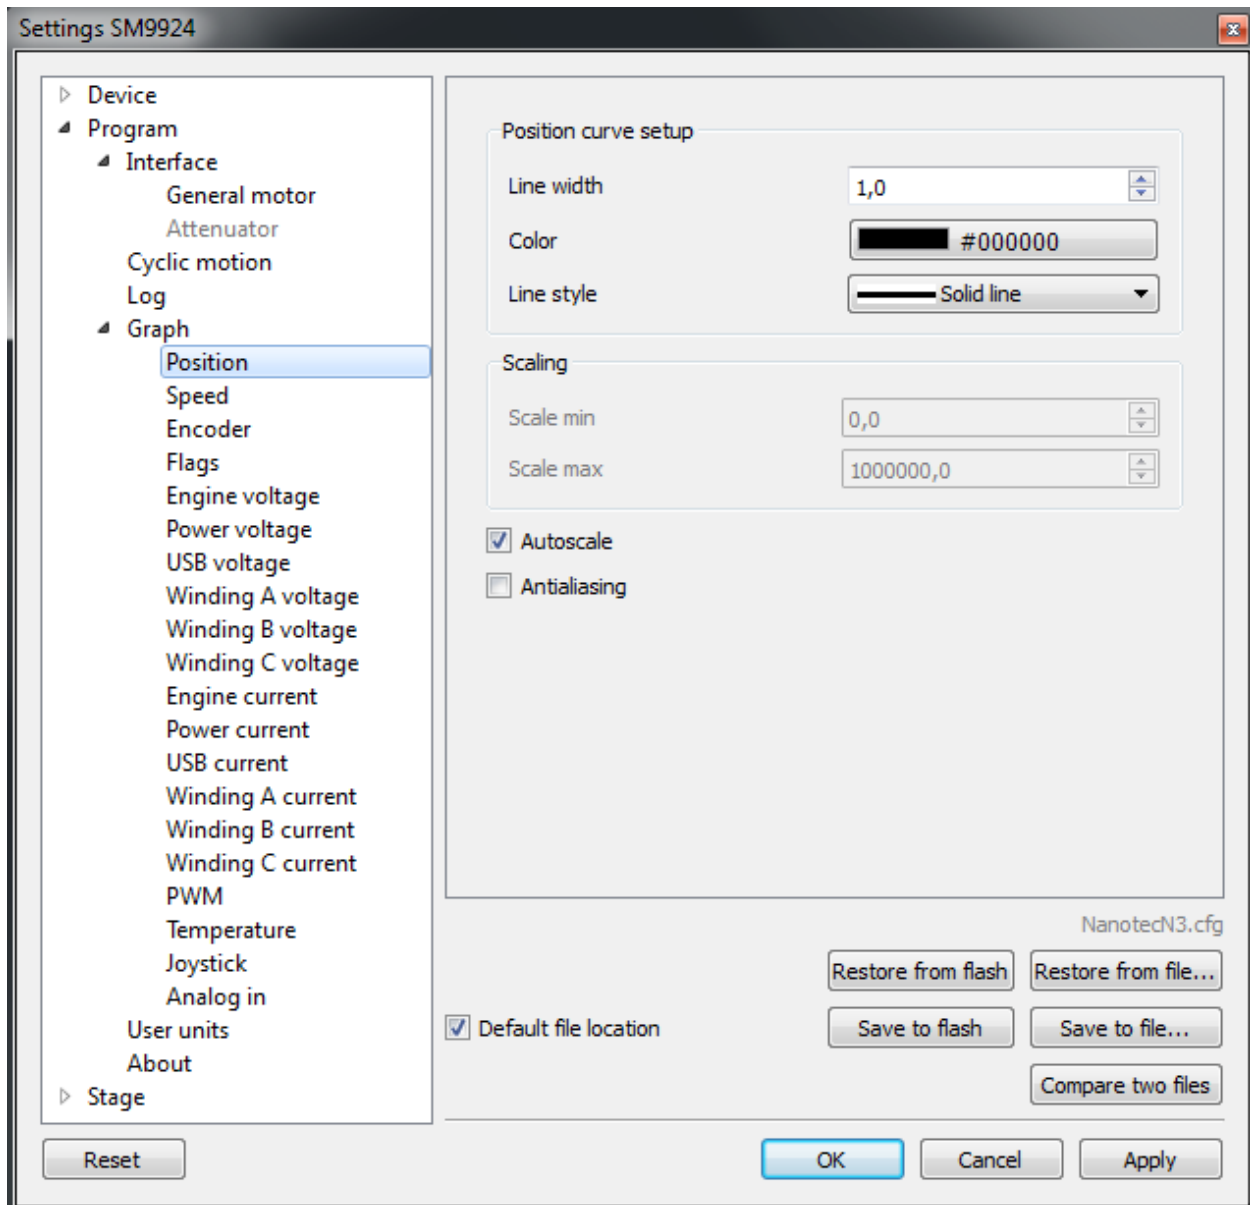 Settings SM9924
Device
Program
Interface
General motor
Attenuator
Cyclic motion
Log
Graph
Position
Speed
Encoder
Flags
Engine voltage
Power voltage
USB voltage
Winding A voltage
Winding B voltage
Winding C voltage
Engine current
Power current
USB current
Winding A current
Winding B current
Winding C current
PWM
Temperature
Joystick
Analog in
User units
About
Stage
Position curve setup
Line width 1,0
Color #000000
Line style Solid line
Scaling
Scale min 0,0
Scale max 1000000,0
Autoscale
Antialiasing
NanotecN3.cfg
Restore from flash Restore from file...
Default file location Save to flash Save to file...
Compare two files
Reset OK Cancel Apply